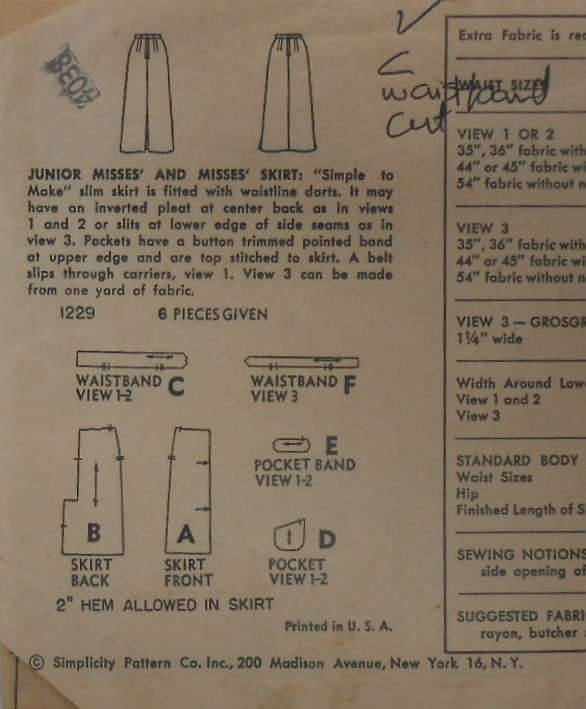 4038
waistband
cut
JUNIOR MISSES' AND MISSES' SKIRT: "Simple to
Make" slim skirt is fitted with waistline darts. It may
have an inverted pleat at center back as in views
1 and 2 or slits at lower edge of side seams as in
view 3. Pockets have a button trimmed pointed band
at upper edge and are top stitched to skirt. A belt
slips through carriers, view 1. View 3 can be made
from one yard of fabric.
1229 6 PIECES GIVEN
WAISTBAND C
VIEW 1-2
WAISTBAND F
VIEW 3
E
POCKET BAND
VIEW 1-2
B
SKIRT
BACK
A
SKIRT
FRONT
D
POCKET
VIEW 1-2
2" HEM ALLOWED IN SKIRT
Printed in U. S. A.
Extra Fabric is
WAIST SIZE
VIEW 1 OR 2
35", 36" fabric with
44" or 45" fabric
54" fabric without
VIEW 3
35", 36" fabric with
44" or 45" fabric
54" fabric without
VIEW 3 —
1¼" wide
Width Around
View 1 and 2
View 3
STANDARD BODY
Waist Sizes
Hip
Finished Length of
SEWING NOTIONS
side opening of
SUGGESTED
rayon, butcher
© Simplicity Pattern Co. Inc., 200 Madison Avenue, New York 16, N. Y.